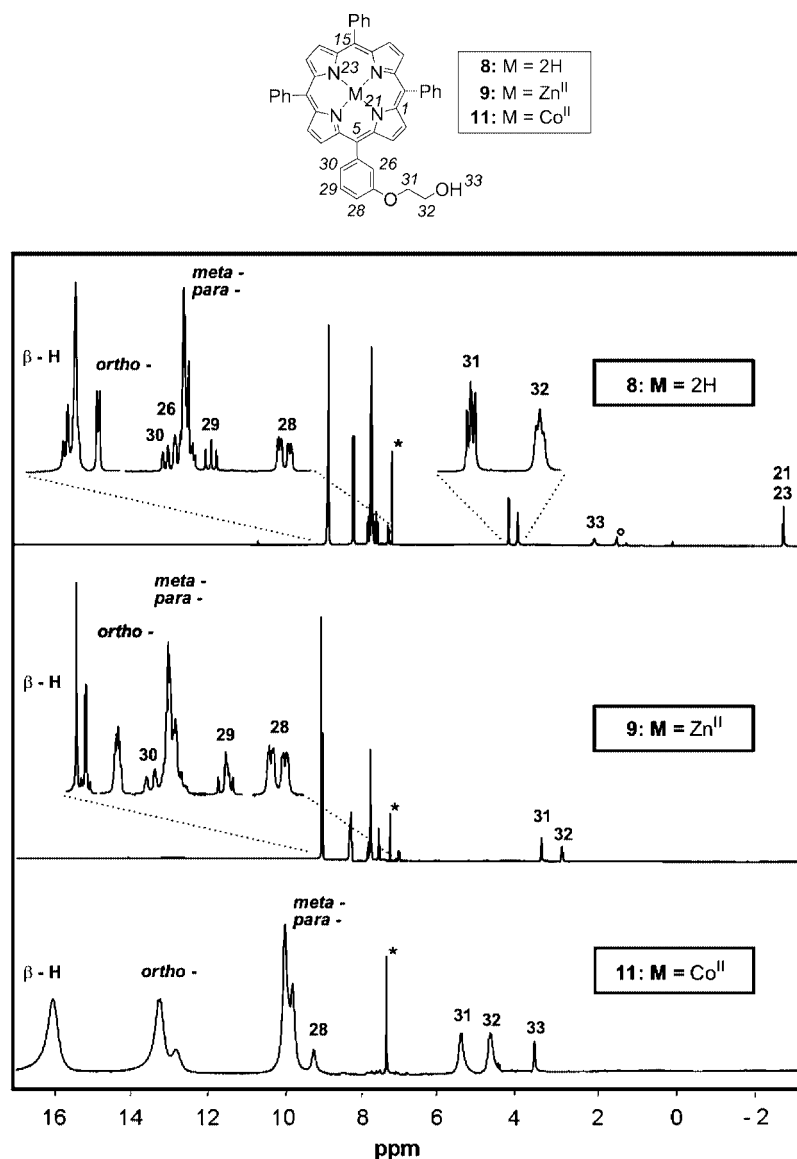 Ph
15
23
N
N
Ph
M
Ph
21
N
N
1
5
30
26
29
28
O
31
32
OH
33
8: M = 2H
9: M = Zn^II
11: M = Co^II
meta -
para -
β - H
ortho -
26
30
29
28
31
32
8: M = 2H
*
33
°
21
23
meta -
para -
ortho -
β - H
30
29
28
9: M = Zn^II
*
31
32
meta -
para -
β - H
ortho -
28
*
11: M = Co^II
31
32
33
16 14 12 10 8 6 4 2 0 - 2
ppm